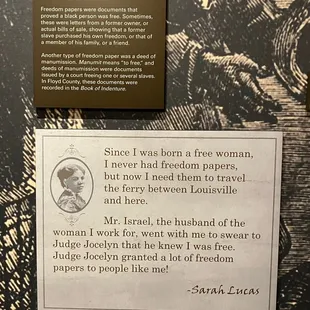 Freedom papers were documents that
proved a black person was free. Sometimes,
these were letters from a former owner, or
actual bills of sale, showing that a former
slave purchased his own freedom, or that of
a member of his family, or a friend.
Another type of freedom paper was a deed of
manumission. Manumit means "to free," and
deeds of manumission were documents
issued by a court freeing one or several slaves.
In Floyd County, these documents were
recorded in the Book of Indenture.
Since I was born a free woman,
I never had freedom papers,
but now I need them to travel
the ferry between Louisville
and here.
Mr. Israel, the husband of the
woman I work for, went with me to swear to
Judge Jocelyn that he knew I was free.
Judge Jocelyn granted a lot of freedom
papers to people like me!
-Sarah Lucas